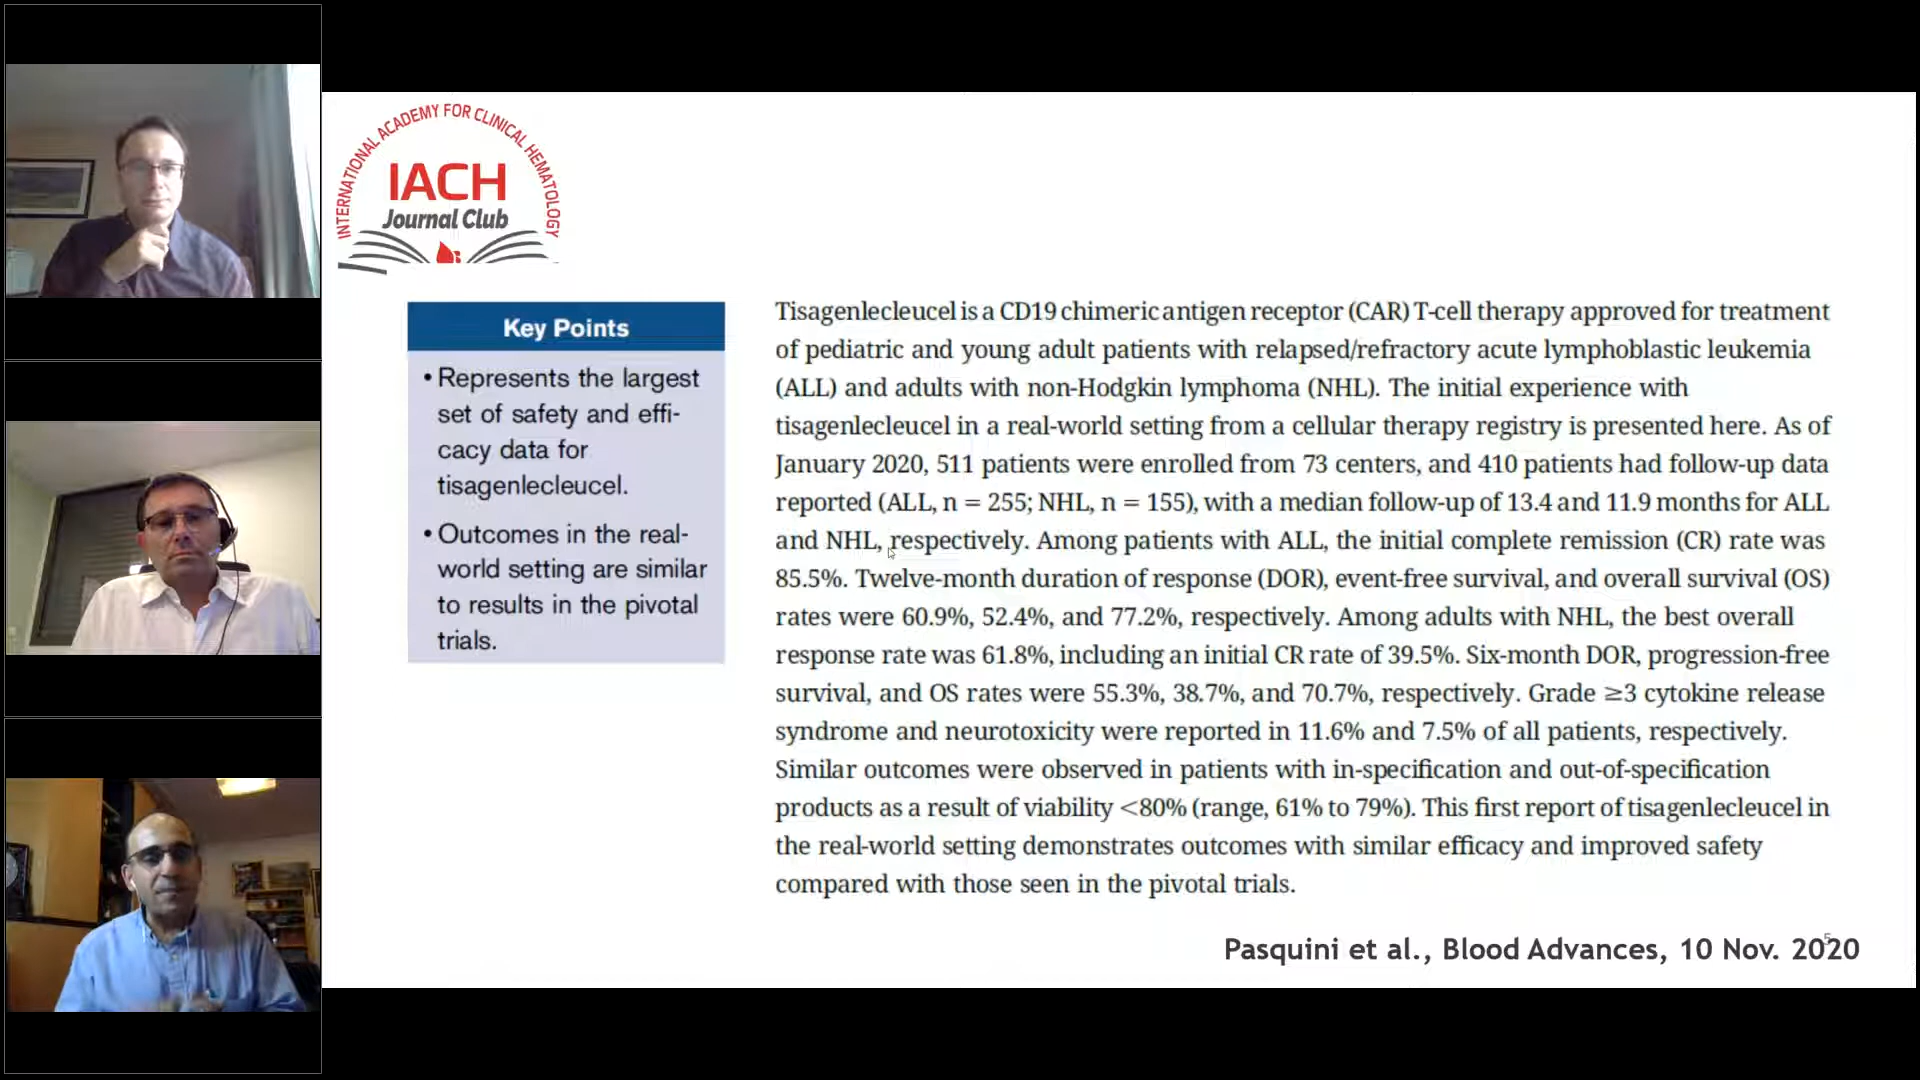 INTERNATIONAL ACADEMY FOR CLINICAL HEMATOLOGY
IACH
Journal Club
Key Points
• Represents the largest
set of safety and effi-
cacy data for
tisagenlecleucel.
• Outcomes in the real-
world setting are similar
to results in the pivotal
trials.
Tisagenlecleucel is a CD19 chimeric antigen receptor (CAR) T-cell therapy approved for treatment
of pediatric and young adult patients with relapsed/refractory acute lymphoblastic leukemia
(ALL) and adults with non-Hodgkin lymphoma (NHL). The initial experience with
tisagenlecleucel in a real-world setting from a cellular therapy registry is presented here. As of
January 2020, 511 patients were enrolled from 73 centers, and 410 patients had follow-up data
reported (ALL, n = 255; NHL, n = 155), with a median follow-up of 13.4 and 11.9 months for ALL
and NHL, respectively. Among patients with ALL, the initial complete remission (CR) rate was
85.5%. Twelve-month duration of response (DOR), event-free survival, and overall survival (OS)
rates were 60.9%, 52.4%, and 77.2%, respectively. Among adults with NHL, the best overall
response rate was 61.8%, including an initial CR rate of 39.5%. Six-month DOR, progression-free
survival, and OS rates were 55.3%, 38.7%, and 70.7%, respectively. Grade ≥3 cytokine release
syndrome and neurotoxicity were reported in 11.6% and 7.5% of all patients, respectively.
Similar outcomes were observed in patients with in-specification and out-of-specification
products as a result of viability <80% (range, 61% to 79%). This first report of tisagenlecleucel in
the real-world setting demonstrates outcomes with similar efficacy and improved safety
compared with those seen in the pivotal trials.
Pasquini et al., Blood Advances, 10 Nov. 2020
5